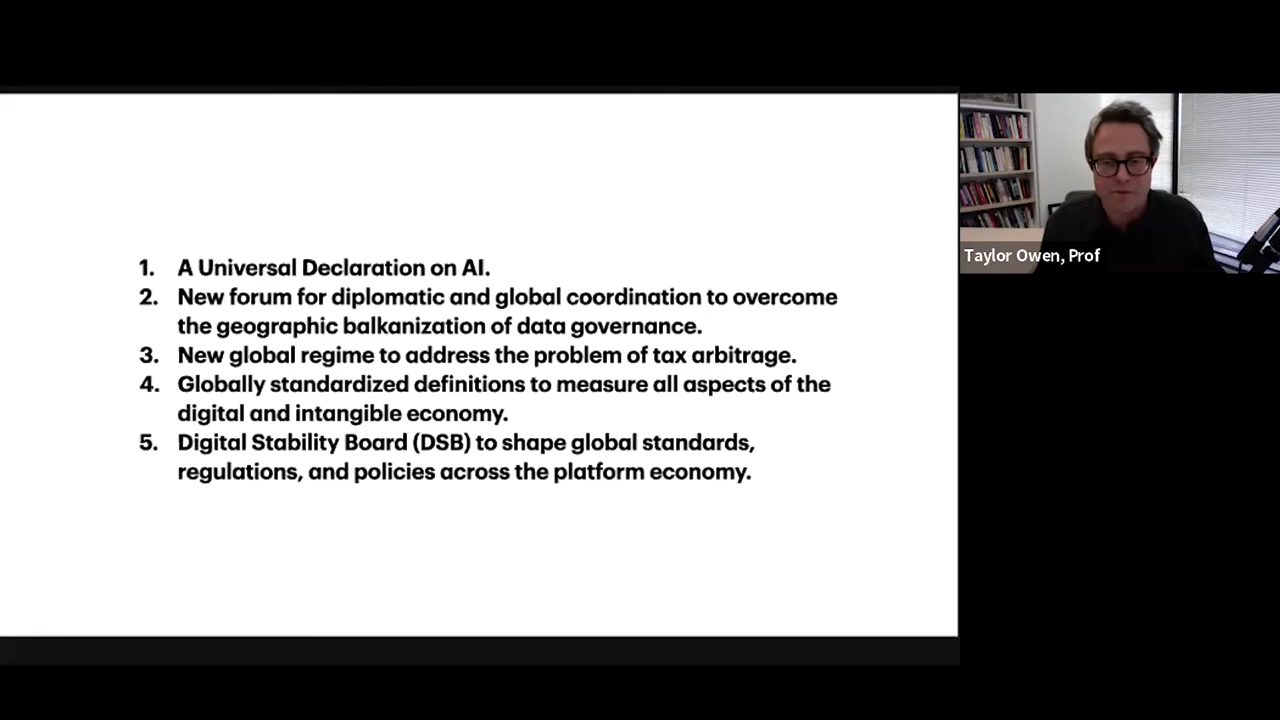 1. A Universal Declaration on AI.
2. New forum for diplomatic and global coordination to overcome
the geographic balkanization of data governance.
3. New global regime to address the problem of tax arbitrage.
4. Globally standardized definitions to measure all aspects of the
digital and intangible economy.
5. Digital Stability Board (DSB) to shape global standards,
regulations, and policies across the platform economy.
Taylor Owen, Prof